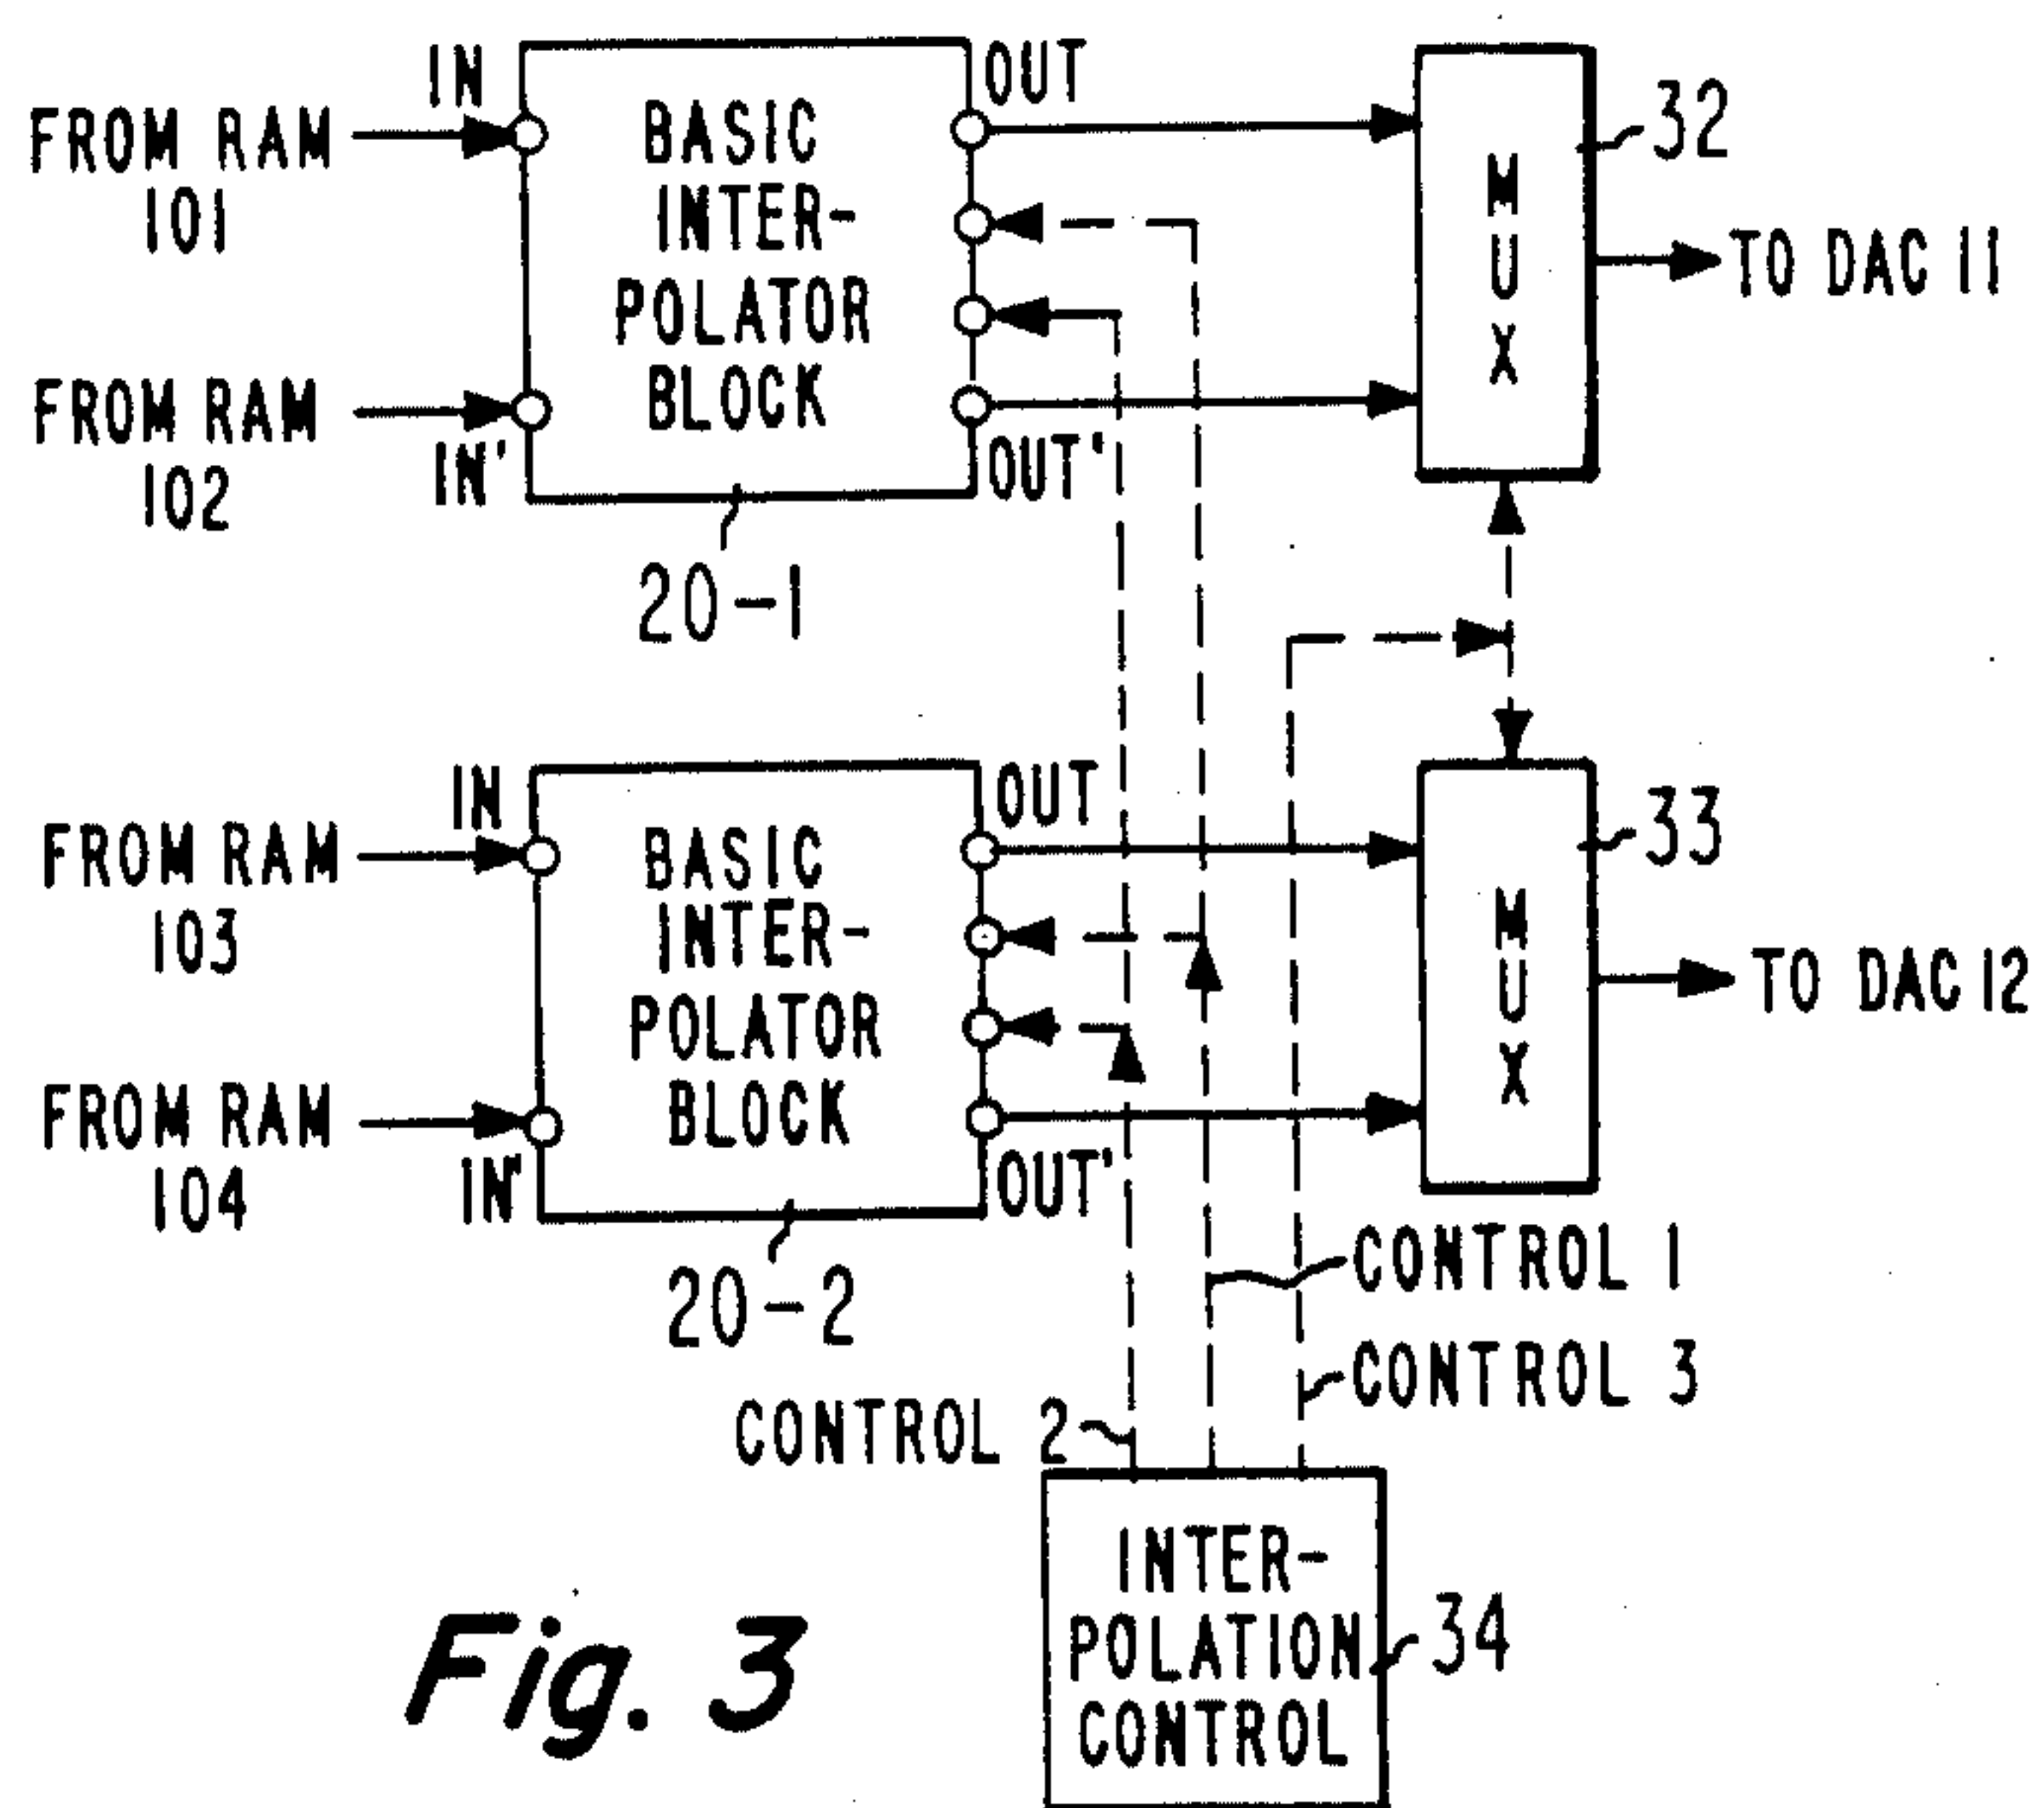 FROM RAM
101
IN
BASIC
INTER-
POLATOR
BLOCK
OUT
FROM RAM
102
IN'
OUT'
20-1
MUX
32
TO DAC 11
FROM RAM
103
IN
BASIC
INTER-
POLATOR
BLOCK
OUT
FROM RAM
104
IN'
OUT'
20-2
MUX
33
TO DAC 12
CONTROL 1
CONTROL 3
CONTROL 2
INTER-
POLATION
CONTROL
34
Fig. 3